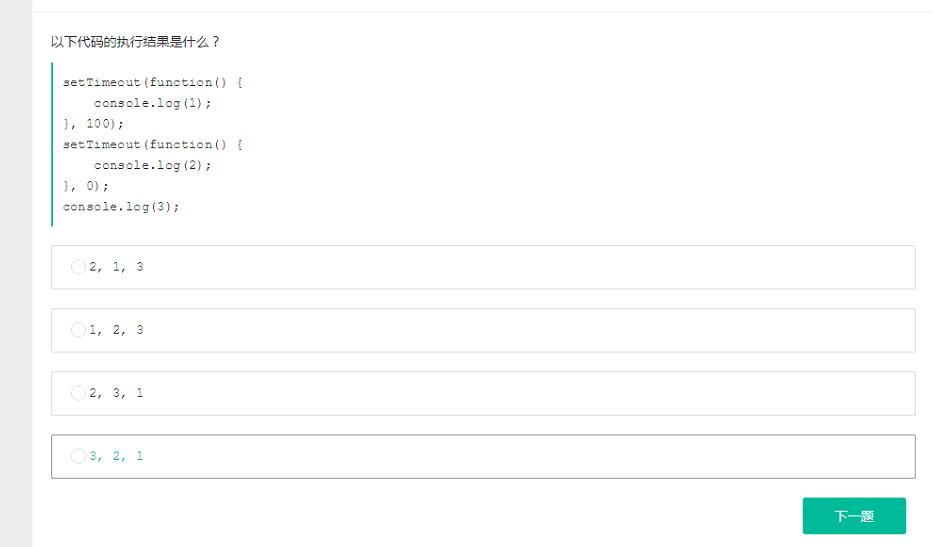 以下代码的执行结果是什么？
setTimeout(function() {
    console.log(1);
}, 100);
setTimeout(function() {
    console.log(2);
}, 0);
console.log(3);
2, 1, 3
1, 2, 3
2, 3, 1
3, 2, 1
下一题